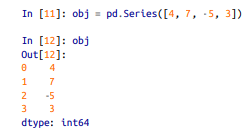 In [11]: obj = pd.Series([4, 7, -5, 3])
In [12]: obj
Out[12]:
0    4
1    7
2   -5
3    3
dtype: int64